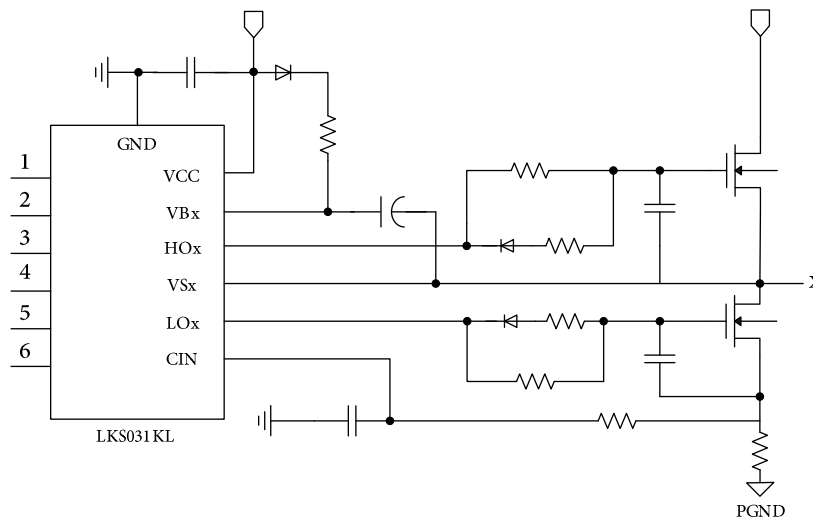 GND
1
VCC
2
VBx
3
HOx
4
VSx
X
5
LOx
6
CIN
LKS031KL
PGND